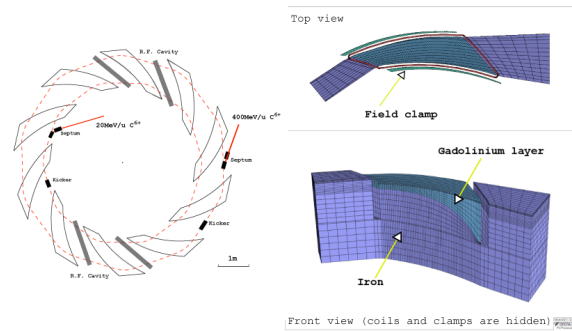 R.F. Cavity
20MeV/u C6+
Septum
400MeV/u C6+
Septum
Kicker
Kicker
R.F. Cavity
1m
Top view
Field clamp
Gadolinium layer
Iron
Front view (coils and clamps are hidden)